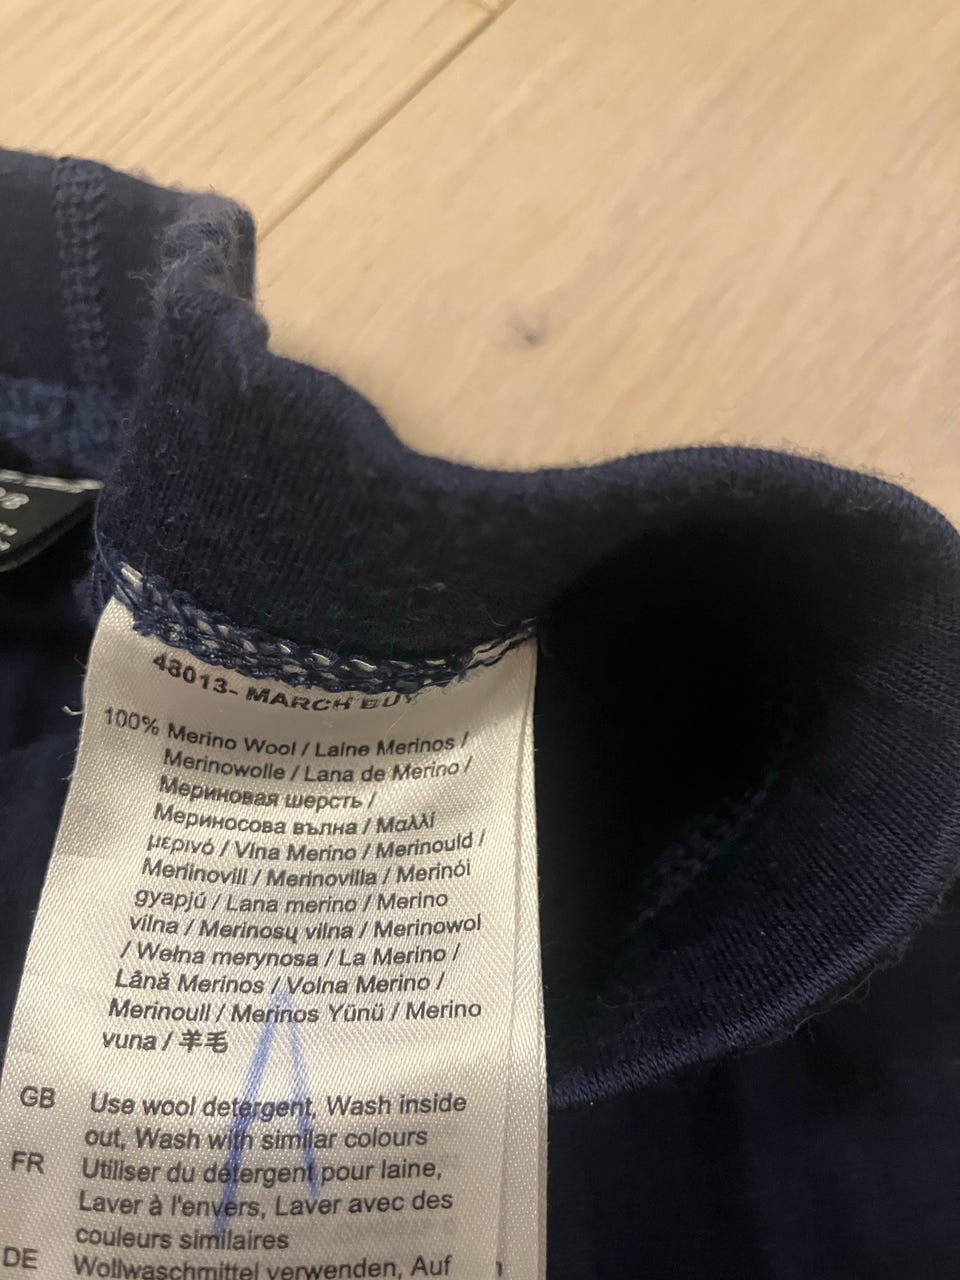 48013- MARCH BUY
100% Merino Wool / Laine Merinos /
Merinowolle / Lana de Merino /
Мериновая шерсть /
Мериносова вълна / Μαλλί
μερινό / Vlna Merino / Merinould /
Meriinovill / Merinovilla / Merinói
gyapjú / Lana merino / Merino
vilna / Merinosų vilna / Merinowol
/ Wełna merynosa / La Merino /
Lână Merinos / Volna Merino /
Merinoull / Merinos Yünü / Merino
vuna / 羊毛
GB Use wool detergent, Wash inside
out, Wash with similar colours
FR Utiliser du détergent pour laine,
Laver à l'envers, Laver avec des
couleurs similaires
DE Wollwaschmittel verwenden, Auf
A